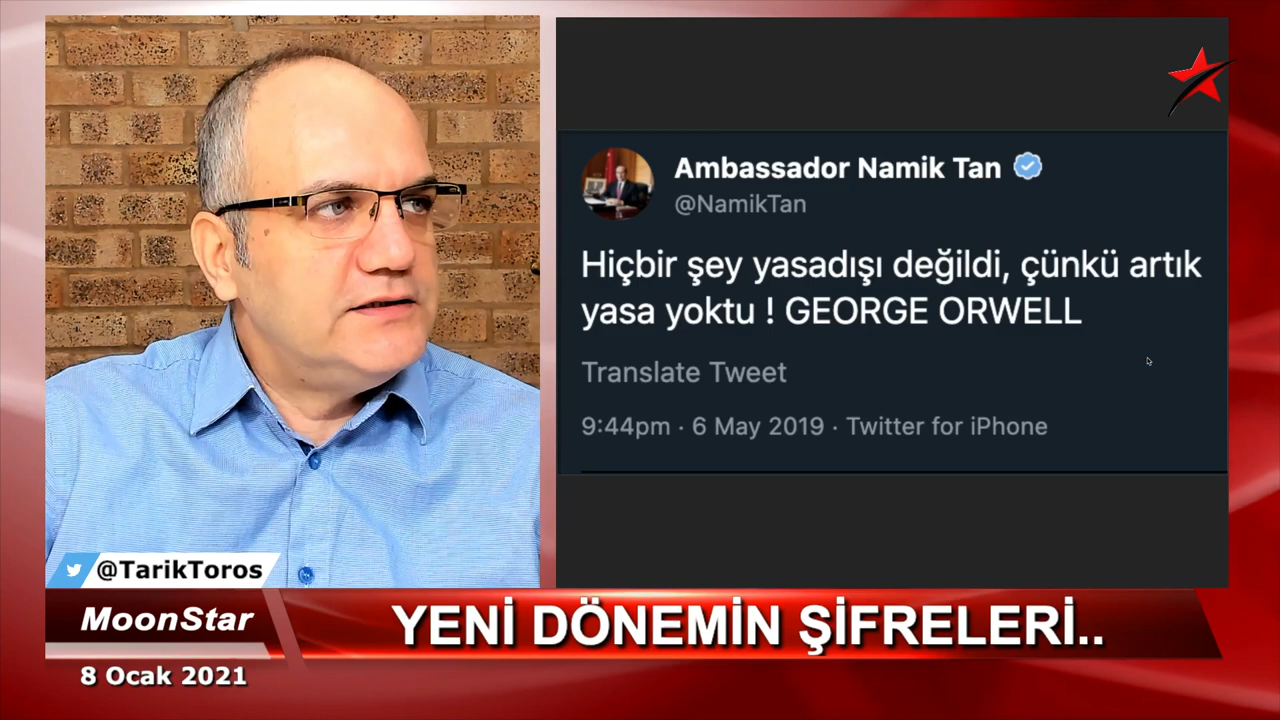 Ambassador Namik Tan
@NamikTan
Hiçbir şey yasadışı değildi, çünkü artık
yasa yoktu ! GEORGE ORWELL
Translate Tweet
9:44pm · 6 May 2019 · Twitter for iPhone
@TarikToros
MoonStar
YENİ DÖNEMİN ŞİFRELERİ..
8 Ocak 2021